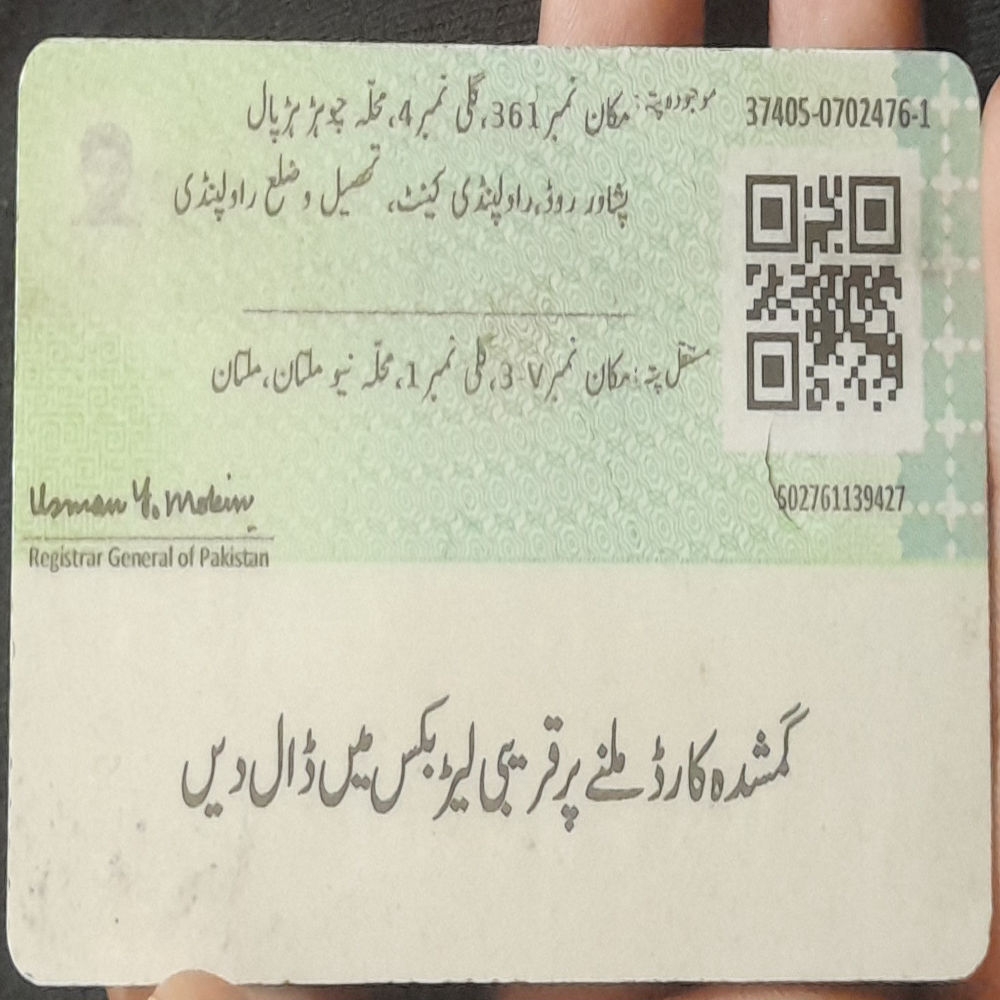 موجودہ پتہ: مکان نمبر 361، گلی نمبر 4، محلہ چوہڑ ہڑپال
37405-0702476-1
پشاور روڈ، راولپنڈی کینٹ، تحصیل و ضلع راولپنڈی
مستقل پتہ: مکان نمبر V-3، گلی نمبر 1، محلہ نیو ملتان، ملتان
502761139427
Usman Y. Mobin
Registrar General of Pakistan
گمشدہ کارڈ ملنے پر قریبی لیٹر بکس میں ڈال دیں